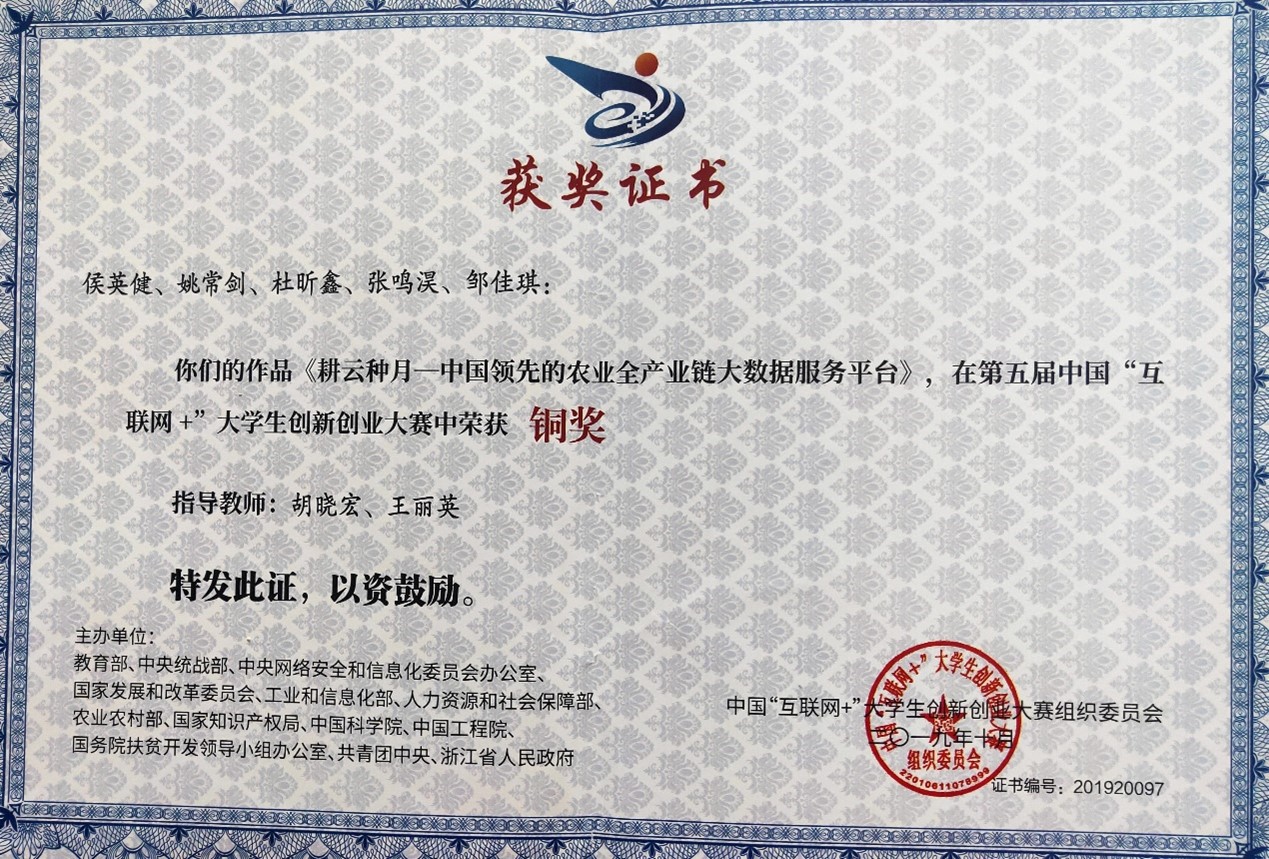 获奖证书
侯英健、姚常剑、杜昕鑫、张鸣淏、邹佳琪：
你们的作品《耕云种月—中国领先的农业全产业链大数据服务平台》，在第五届中国“互
联网+”大学生创新创业大赛中荣获 铜奖
指导教师：胡晓宏、王丽英
特发此证，以资鼓励。
主办单位：
教育部、中央统战部、中央网络安全和信息化委员会办公室、
国家发展和改革委员会、工业和信息化部、人力资源和社会保障部、
农业农村部、国家知识产权局、中国科学院、中国工程院、
国务院扶贫开发领导小组办公室、共青团中央、浙江省人民政府
中国“互联网+”大学生创新创业大赛组织委员会
二〇一九年十月
中国“互联网+”大学生创新创业大赛
组织委员会
2201061107899​9
证书编号：201920097